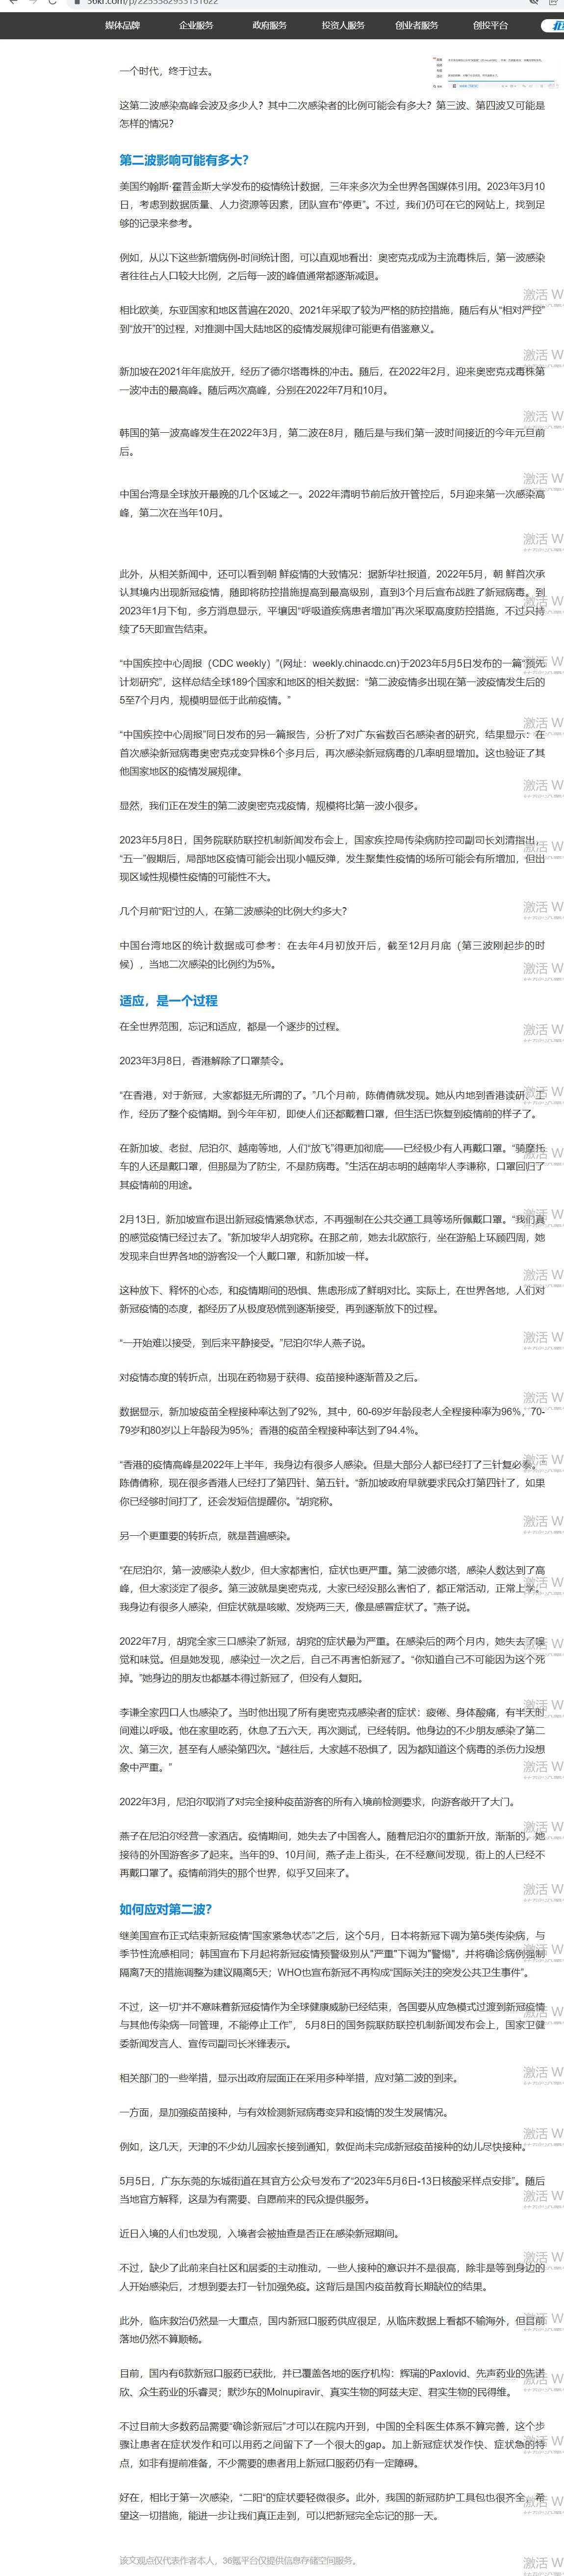 36kr.com/p/2253382933151622
媒体品牌 企业服务 政府服务 投资人服务 创业者服务 创投平台
一个时代，终于过去。
这第二波感染高峰会波及多少人？其中二次感染者的比例可能会有多大？第三波、第四波又可能是
怎样的情况？
第二波影响可能有多大？
美国约翰斯·霍普金斯大学发布的疫情统计数据，三年来多次为全世界各国媒体引用。2023年3月10
日，考虑到数据质量、人力资源等因素，团队宣布“停更”。不过，我们仍可在它的网站上，找到足
够的记录来参考。
例如，从以下这些新增病例-时间统计图，可以直观地看出：奥密克戎成为主流毒株后，第一波感染
者往往占人口较大比例，之后每一波的峰值通常都逐渐减退。
相比欧美，东亚国家和地区普遍在2020、2021年采取了较为严格的防控措施，随后有从“相对严控”
到“放开”的过程，对推测中国大陆地区的疫情发展规律可能更有借鉴意义。
新加坡在2021年年底放开，经历了德尔塔毒株的冲击。随后，在2022年2月，迎来奥密克戎毒株第
一波冲击的最高峰。随后两次高峰，分别在2022年7月和10月。
韩国的第一波高峰发生在2022年3月，第二波在8月，随后是与我们第一波时间接近的今年元旦前
后。
中国台湾是全球放开最晚的几个区域之一。2022年清明节前后放开管控后，5月迎来第一次感染高
峰，第二次在当年10月。
此外，从相关新闻中，还可以看到朝 鲜疫情的大致情况：据新华社报道，2022年5月，朝 鲜首次承
认其境内出现新冠疫情，随即将防控措施提高到最高级别，直到3个月后宣布战胜了新冠病毒。到
2023年1月下旬，多方消息显示，平壤因“呼吸道疾病患者增加”再次采取高度防控措施，不过只持
续了5天即宣告结束。
“中国疾控中心周报（CDC weekly）”(网址：weekly.chinacdc.cn)于2023年5月5日发布的一篇“预先
计划研究”，这样总结全球189个国家和地区的相关数据：“第二波疫情多出现在第一波疫情发生后的
5至7个月内，规模明显低于此前疫情。”
“中国疾控中心周报”同日发布的另一篇报告，分析了对广东省数百名感染者的研究，结果显示：在
首次感染新冠病毒奥密克戎变异株6个多月后，再次感染新冠病毒的几率明显增加。这也验证了其
他国家地区的疫情发展规律。
显然，我们正在发生的第二波奥密克戎疫情，规模将比第一波小很多。
2023年5月8日，国务院联防联控机制新闻发布会上，国家疾控局传染病防控司副司长刘清指出，
“五一”假期后，局部地区疫情可能会出现小幅反弹，发生聚集性疫情的场所可能会有所增加，但出
现区域性规模性疫情的可能性不大。
几个月前“阳”过的人，在第二波感染的比例大约多大？
中国台湾地区的统计数据或可参考：在去年4月初放开后，截至12月月底（第三波刚起步的时
候），当地二次感染的比例约为5%。
适应，是一个过程
在全世界范围，忘记和适应，都是一个逐步的过程。
2023年3月8日，香港解除了口罩禁令。
“在香港，对于新冠，大家都挺无所谓的了。”几个月前，陈倩倩就发现。她从内地到香港读研、工
作，经历了整个疫情期。到今年年初，即使人们还都戴着口罩，但生活已恢复到疫情前的样子了。
在新加坡、老挝、尼泊尔、越南等地，人们“放飞”得更加彻底——已经极少有人再戴口罩。“骑摩托
车的人还是戴口罩，但那是为了防尘，不是防病毒。”生活在胡志明的越南华人李谦称，口罩回归了
其疫情前的用途。
2月13日，新加坡宣布退出新冠疫情紧急状态，不再强制在公共交通工具等场所佩戴口罩。“我们真
的感觉疫情已经过去了。”新加坡华人胡宛称。在那之前，她去北欧旅行，坐在游船上环顾四周，她
发现来自世界各地的游客没一个人戴口罩，和新加坡一样。
这种放下、释怀的心态，和疫情期间的恐惧、焦虑形成了鲜明对比。实际上，在世界各地，人们对
新冠疫情的态度，都经历了从极度恐慌到逐渐接受，再到逐渐放下的过程。
“一开始难以接受，到后来平静接受。”尼泊尔华人燕子说。
对疫情态度的转折点，出现在药物易于获得、疫苗接种逐渐普及之后。
数据显示，新加坡疫苗全程接种率达到了92%，其中，60-69岁年龄段老人全程接种率为96%，70-
79岁和80岁以上年龄段为95%；香港的疫苗全程接种率达到了94.4%。
“香港的疫情高峰是2022年上半年，我身边有很多人感染。但是大部分人都已经打了三针复必泰。”
陈倩倩称，现在很多香港人已经打了第四针、第五针。“新加坡政府早就要求民众打第四针了，如果
你已经够时间打了，还会发短信提醒你。”胡宛称。
另一个更重要的转折点，就是普遍感染。
“在尼泊尔，第一波感染人数少，但大家都害怕，症状也更严重。第二波德尔塔，感染人数达到了高
峰，但大家淡定了很多。第三波就是奥密克戎，大家已经没那么害怕了，都正常活动，正常上学。
我身边有很多人感染，但症状就是咳嗽、发烧两三天，像是感冒症状了。”燕子说。
2022年7月，胡宛全家三口感染了新冠，胡宛的症状最为严重。在感染后的两个月内，她失去了嗅
觉和味觉。但是她发现，感染过一次之后，自己不再害怕新冠了。“你知道自己不可能因为这个死
掉。”她身边的朋友也都基本得过新冠了，但没有人复阳。
李谦全家四口人也感染了。当时他出现了所有奥密克戎感染者的症状：疲倦、身体酸痛，有半天时
间难以呼吸。他在家里吃药，休息了五六天，再次测试，已经转阴。他身边的不少朋友感染了第二
次、第三次，甚至有人感染第四次。“越往后，大家越不恐惧了，因为都知道这个病毒的杀伤力没想
象中严重。”
2022年3月，尼泊尔取消了对完全接种疫苗游客的所有入境前检测要求，向游客敞开了大门。
燕子在尼泊尔经营一家酒店。疫情期间，她失去了中国客人。随着尼泊尔的重新开放，渐渐的，她
接待的外国游客多了起来。当年的9、10月间，燕子走上街头，在不经意间发现，街上的人已经不
再戴口罩了。疫情前消失的那个世界，似乎又回来了。
如何应对第二波？
继美国宣布正式结束新冠疫情“国家紧急状态”之后，这个5月，日本将新冠下调为第5类传染病，与
季节性流感相同；韩国宣布下月起将新冠疫情预警级别从"严重"下调为"警惕"，并将确诊病例强制
隔离7天的措施调整为建议隔离5天；WHO也宣布新冠不再构成“国际关注的突发公共卫生事件”。
不过，这一切“并不意味着新冠疫情作为全球健康威胁已经结束，各国要从应急模式过渡到新冠疫情
与其他传染病一同管理，不能停止工作”， 5月8日的国务院联防联控机制新闻发布会上，国家卫健
委新闻发言人、宣传司副司长米锋表示。
相关部门的一些举措，显示出政府层面正在采用多种举措，应对第二波的到来。
一方面，是加强疫苗接种，与有效检测新冠病毒变异和疫情的发生发展情况。
例如，这几天，天津的不少幼儿园家长接到通知，敦促尚未完成新冠疫苗接种的幼儿尽快接种。
5月5日，广东东莞的东城街道在其官方公众号发布了“2023年5月6日-13日核酸采样点安排”。随后
当地官方解释，这是为有需要、自愿前来的民众提供服务。
近日入境的人们也发现，入境者会被抽查是否正在感染新冠期间。
不过，缺少了此前来自社区和居委的主动推动，一些人接种的意识并不是很高，除非是等到身边的
人开始感染后，才想到要去打一针加强免疫。这背后是国内疫苗教育长期缺位的结果。
此外，临床救治仍然是一大重点，国内新冠口服药供应很足，从临床数据上看都不输海外，但目前
落地仍然不算顺畅。
目前，国内有6款新冠口服药已获批，并已覆盖各地的医疗机构：辉瑞的Paxlovid、先声药业的先诺
欣、众生药业的乐睿灵；默沙东的Molnupiravir、真实生物的阿兹夫定、君实生物的民得维。
不过目前大多数药品需要“确诊新冠后”才可以在院内开到，中国的全科医生体系不算完善，这个步
骤让患者在症状发作和可以用药之间留下了一个很大的gap。加上新冠症状发作快、症状急的特
点，如非有提前准备，不少需要的患者用上新冠口服药仍有一定障碍。
好在，相比于第一次感染，“二阳”的症状要轻微很多。此外，我国的新冠防护工具包也很齐全，希
望这一切措施，能进一步让我们真正走到，可以把新冠完全忘记的那一天。
该文观点仅代表作者本人，36氪平台仅提供信息存储空间服务。
激活 W